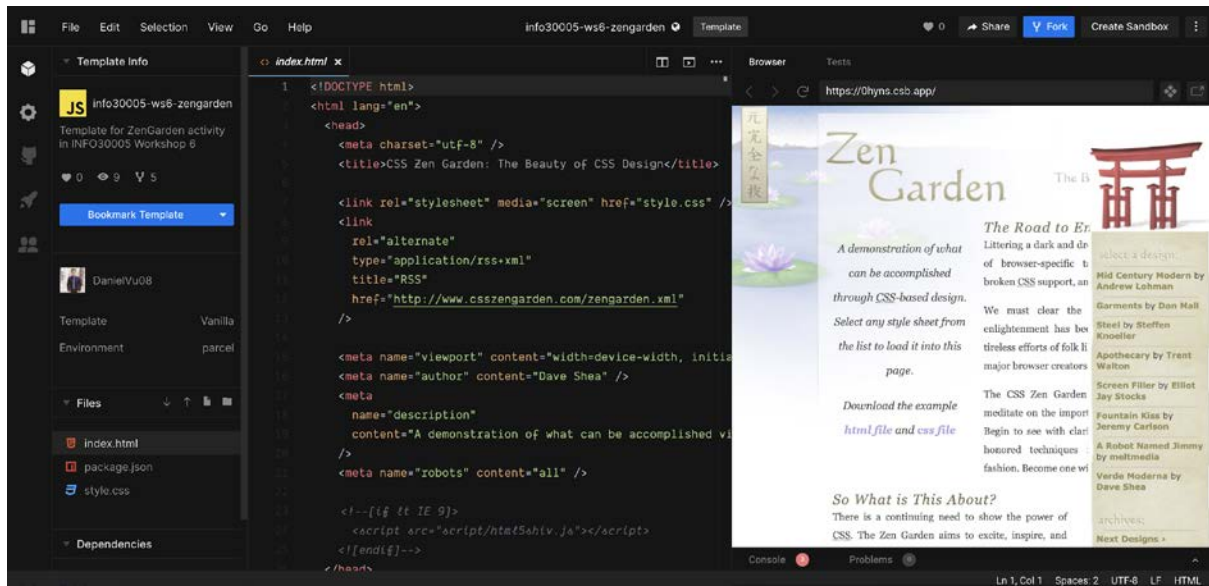 File Edit Selection View Go Help
info30005-ws6-zengarden Template
0 Share Fork Create Sandbox
Template Info
JS info30005-ws6-zengarden
Template for ZenGarden activity
in INFO30005 Workshop 6
0 9 5
Bookmark Template
DanielVu08
Template Vanilla
Environment parcel
Files
index.html
package.json
style.css
Dependencies
index.html
1 <!DOCTYPE html>
<html lang="en">
<head>
<meta charset="utf-8" />
<title>CSS Zen Garden: The Beauty of CSS Design</title>
<link rel="stylesheet" media="screen" href="style.css" />
<link
rel="alternate"
type="application/rss+xml"
title="RSS"
href="http://www.csszengarden.com/zengarden.xml"
/>
<meta name="viewport" content="width=device-width, initia
<meta name="author" content="Dave Shea" />
<meta
name="description"
content="A demonstration of what can be accomplished vi
/>
<meta name="robots" content="all" />
<!--[if lt IE 9]>
<script src="script/html5shiv.js"></script>
<![endif]-->
</head>
Browser Tests
https://0hyns.csb.app/
Zen
Garden
The B
A demonstration of what
can be accomplished
through CSS-based design.
Select any style sheet from
the list to load it into this
page.
Download the example
html file and css file
The Road to En
Littering a dark and dr
of browser-specific t
broken CSS support, an
We must clear the
enlightenment has bee
tireless efforts of folk li
major browser creators
The CSS Zen Garden
meditate on the import
Begin to see with clari
honored techniques
fashion. Become one wi
So What is This About?
There is a continuing need to show the power of
CSS. The Zen Garden aims to excite, inspire, and
select a design:
Mid Century Modern by
Andrew Lohman
Garments by Dan Mall
Steel by Steffen
Knoeller
Apothecary by Trent
Walton
Screen Filler by Elliot
Jay Stocks
Fountain Kiss by
Jeremy Carlson
A Robot Named Jimmy
by meltmedia
Verde Moderna by
Dave Shea
archives:
Next Designs ›
Console Problems
Ln 1, Col 1 Spaces: 2 UTF-8 LF HTML